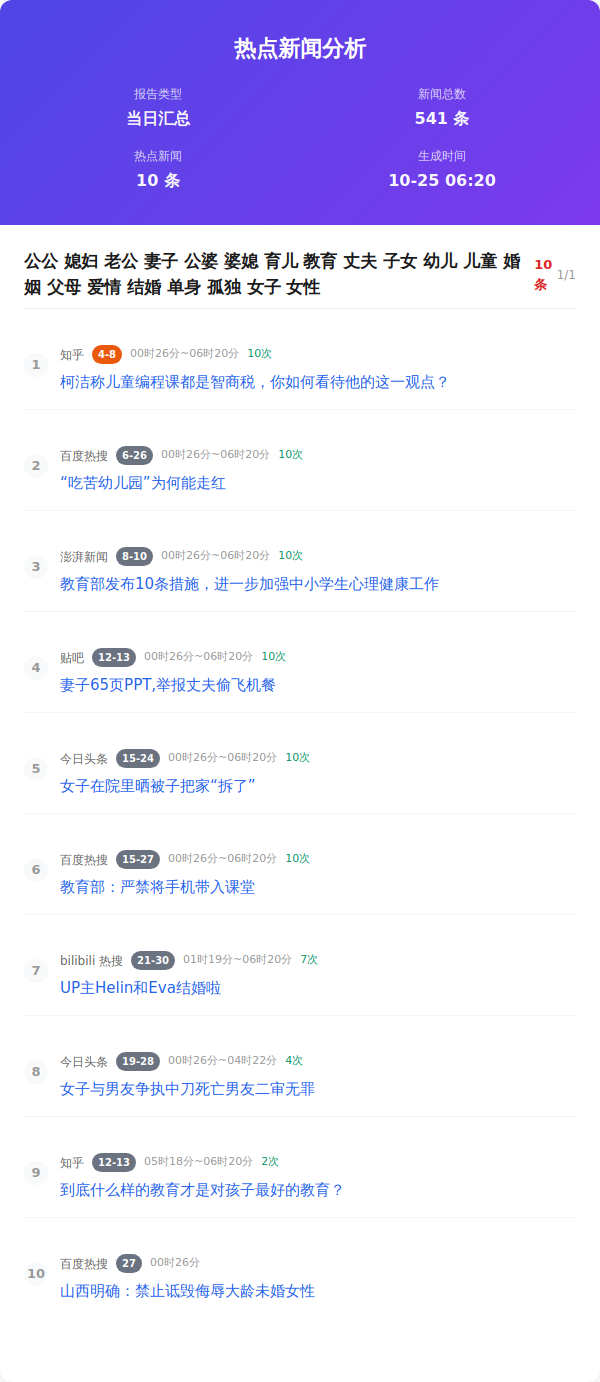 热点新闻分析
报告类型
新闻总数
当日汇总
541 条
热点新闻
生成时间
10 条
10-25 06:20
公公 媳妇 老公 妻子 公婆 婆媳 育儿 教育 丈夫 子女 幼儿 儿童 婚
姻 父母 爱情 结婚 单身 孤独 女子 女性
10
条
1/1
1
知乎 4-8 00时26分~06时20分 10次
柯洁称儿童编程课都是智商税，你如何看待他的这一观点？
2
百度热搜 6-26 00时26分~06时20分 10次
“吃苦幼儿园”为何能走红
3
澎湃新闻 8-10 00时26分~06时20分 10次
教育部发布10条措施，进一步加强中小学生心理健康工作
4
贴吧 12-13 00时26分~06时20分 10次
妻子65页PPT,举报丈夫偷飞机餐
5
今日头条 15-24 00时26分~06时20分 10次
女子在院里晒被子把家“拆了”
6
百度热搜 15-27 00时26分~06时20分 10次
教育部：严禁将手机带入课堂
7
bilibili 热搜 21-30 01时19分~06时20分 7次
UP主Helin和Eva结婚啦
8
今日头条 19-28 00时26分~04时22分 4次
女子与男友争执中刀死亡男友二审无罪
9
知乎 12-13 05时18分~06时20分 2次
到底什么样的教育才是对孩子最好的教育？
10
百度热搜 27 00时26分
山西明确：禁止诋毁侮辱大龄未婚女性